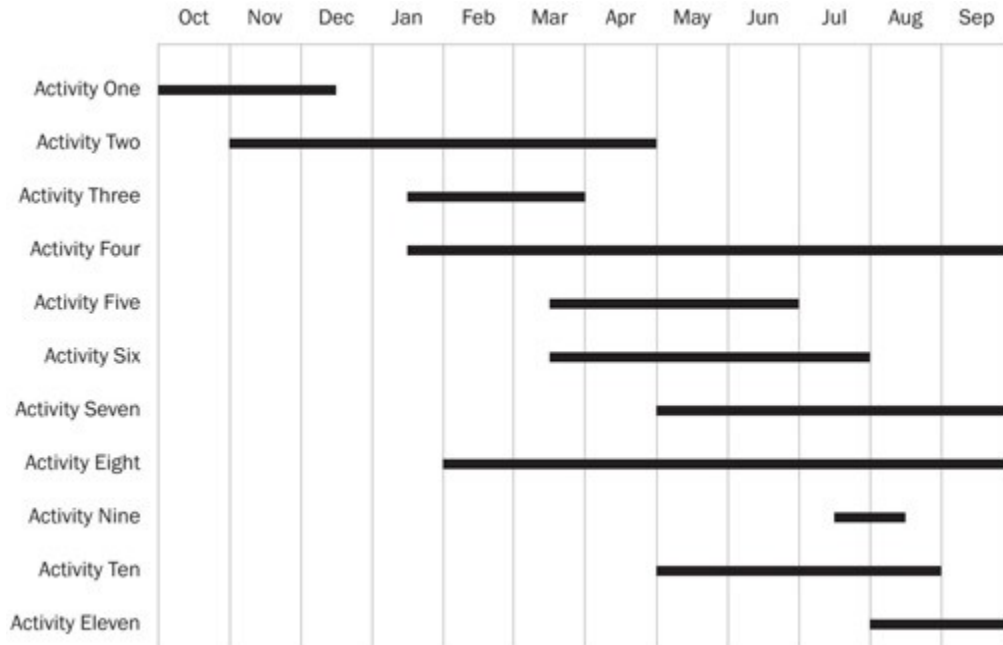 Oct Nov Dec Jan Feb Mar Apr May Jun Jul Aug Sep
Activity One
Activity Two
Activity Three
Activity Four
Activity Five
Activity Six
Activity Seven
Activity Eight
Activity Nine
Activity Ten
Activity Eleven